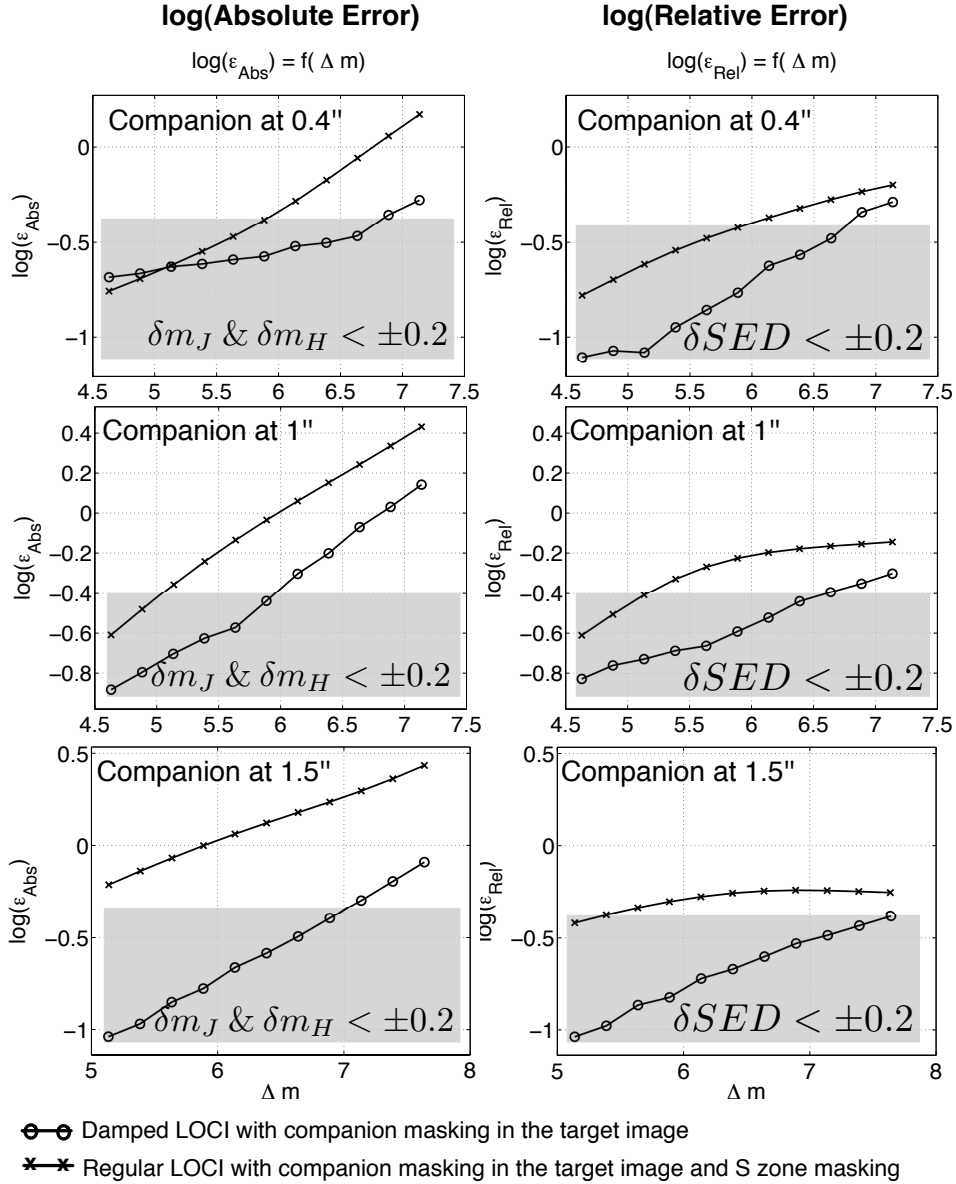 log(Absolute Error)
log(Relative Error)
log(ε_Abs) = f( Δ m)
log(ε_Rel) = f( Δ m)
Companion at 0.4"
0
−0.5
−1
log(ε_Abs)
δm_J & δm_H < ±0.2
4.5 5 5.5 6 6.5 7 7.5
Companion at 0.4"
0
−0.5
−1
log(ε_Rel)
δSED < ±0.2
4.5 5 5.5 6 6.5 7 7.5
Companion at 1"
0.4
0.2
0
−0.2
−0.4
−0.6
−0.8
log(ε_Abs)
δm_J & δm_H < ±0.2
4.5 5 5.5 6 6.5 7 7.5
Companion at 1"
0.4
0.2
0
−0.2
−0.4
−0.6
−0.8
log(ε_Rel)
δSED < ±0.2
4.5 5 5.5 6 6.5 7 7.5
Companion at 1.5"
0.5
0
−0.5
−1
log(ε_Abs)
δm_J & δm_H < ±0.2
5 6 7 8
Δ m
Companion at 1.5"
0.5
0
−0.5
−1
log(ε_Rel)
δSED < ±0.2
5 6 7 8
Δ m
Damped LOCI with companion masking in the target image
Regular LOCI with companion masking in the target image and S zone masking